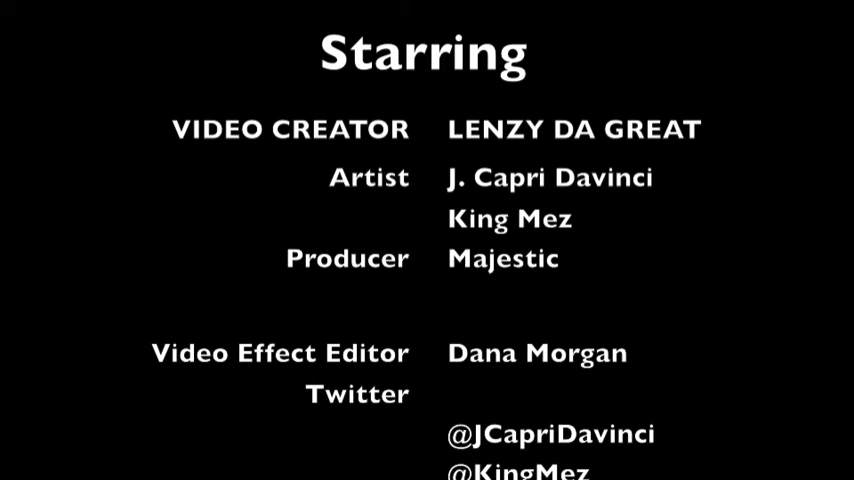 Starring
VIDEO CREATOR LENZY DA GREAT
Artist J. Capri Davinci
King Mez
Producer Majestic
Video Effect Editor Dana Morgan
Twitter
@JCapriDavinci
@KingMez